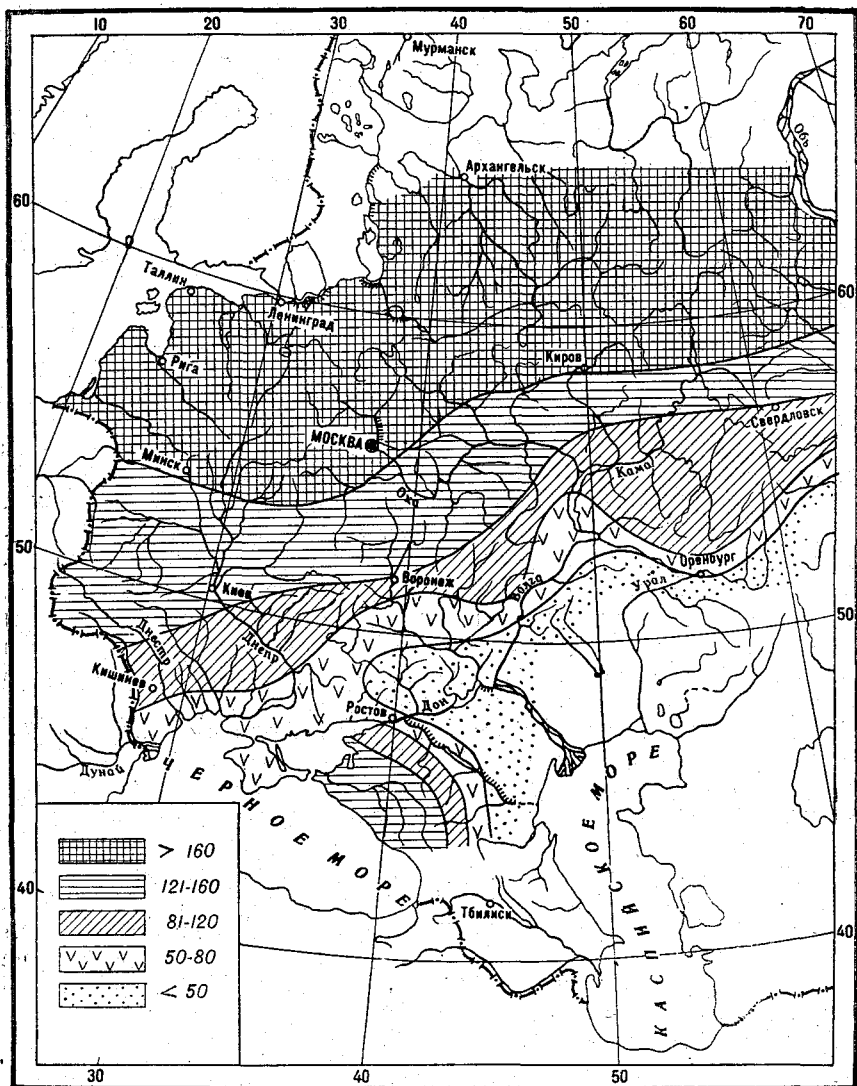 10 20 30 40 50 60 70
Мурманск
Обь
Архангельск
60
Таллин
Ленинград
60
Рига
Киров
Свердловск
МОСКВА
Минск
Ока
Кама
50
Оренбург
Киев
Воронеж
Волга
Урал
50
Днестр
Днепр
Кишинев
Дон
Ростов
Дунай
ЧЕРНОЕ МОРЕ
КАСПИЙСКОЕ МОРЕ
> 160
121-160
40
Тбилиси
81-120
40
50-80
< 50
30 40 50